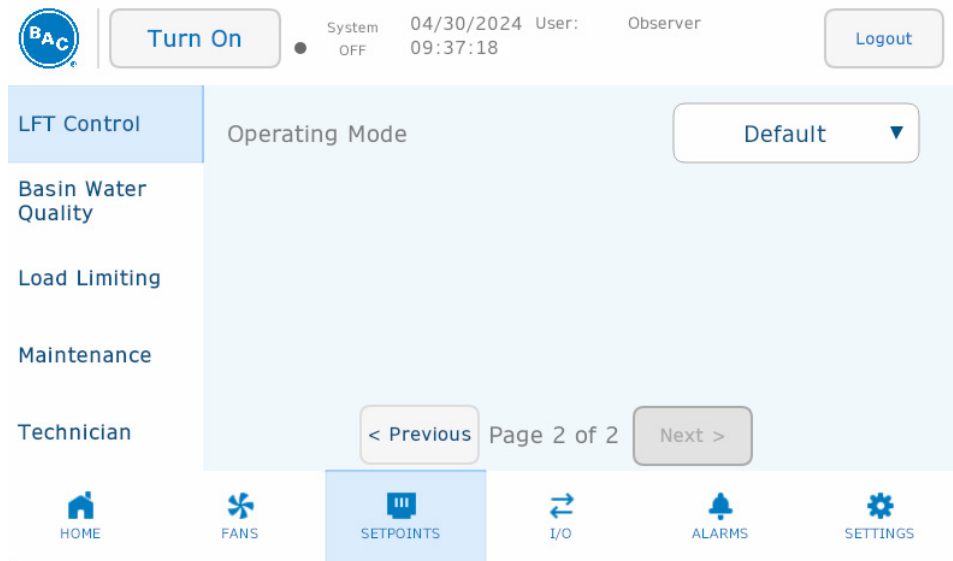 BAC
Turn On
System
OFF
04/30/2024 User: Observer
09:37:18
Logout
LFT Control
Operating Mode
Default
Basin Water
Quality
Load Limiting
Maintenance
Technician
< Previous
Page 2 of 2
Next >
HOME
FANS
SETPOINTS
I/O
ALARMS
SETTINGS